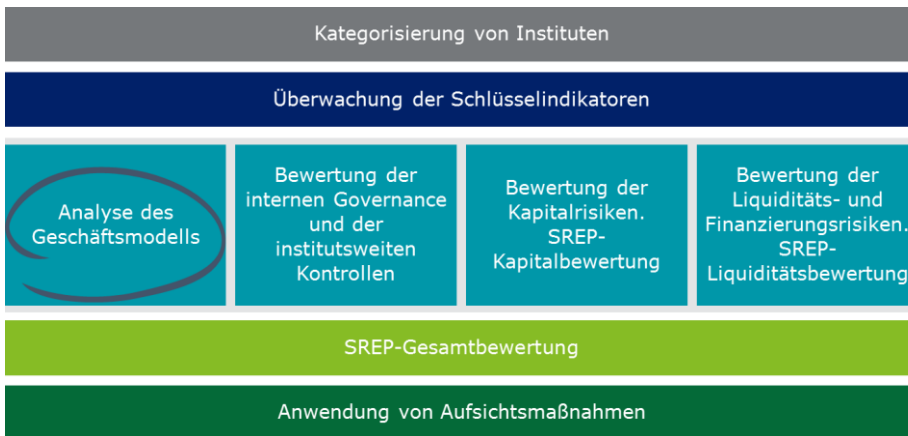 Kategorisierung von Instituten
Überwachung der Schlüsselindikatoren
Analyse des
Geschäftsmodells
Bewertung der
internen Governance
und der
institutsweiten
Kontrollen
Bewertung der
Kapitalrisiken.
SREP-
Kapitalbewertung
Bewertung der
Liquiditäts- und
Finanzierungsrisiken.
SREP-
Liquiditätsbewertung
SREP-Gesamtbewertung
Anwendung von Aufsichtsmaßnahmen